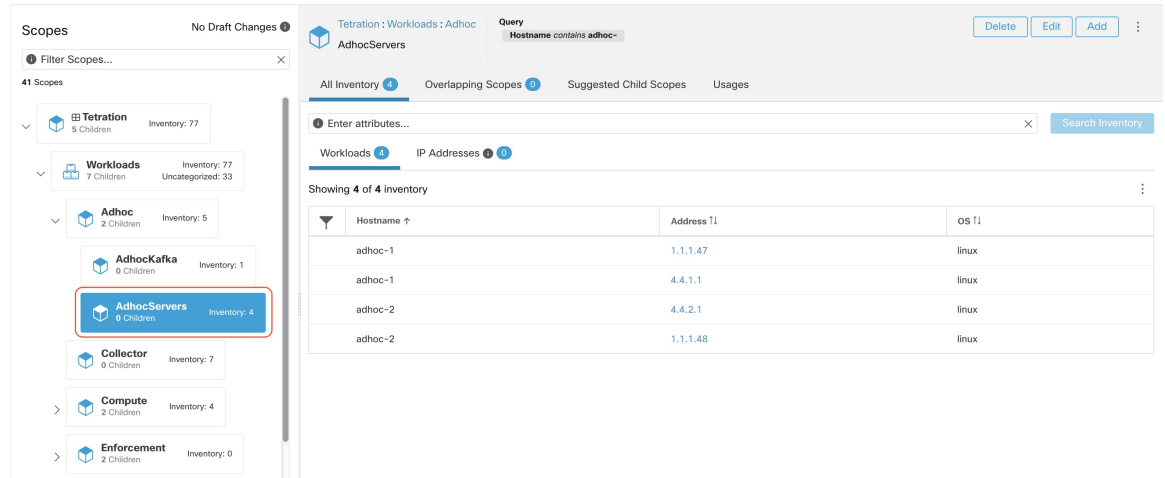 Scopes
No Draft Changes
Filter Scopes...
41 Scopes
Tetration
5 Children
Inventory: 77
Workloads
7 Children
Inventory: 77
Uncategorized: 33
Adhoc
2 Children
Inventory: 5
AdhocKafka
0 Children
Inventory: 1
AdhocServers
0 Children
Inventory: 4
Collector
0 Children
Inventory: 7
Compute
2 Children
Inventory: 4
Enforcement
2 Children
Inventory: 0
Tetration : Workloads : Adhoc
AdhocServers
Query
Hostname contains adhoc-
Delete Edit Add
All Inventory 4 Overlapping Scopes 0 Suggested Child Scopes Usages
Enter attributes... Search Inventory
Workloads 4 IP Addresses 0
Showing 4 of 4 inventory
Hostname ↑ Address ↑↓ OS ↑↓
adhoc-1 1.1.1.47 linux
adhoc-1 4.4.1.1 linux
adhoc-2 4.4.2.1 linux
adhoc-2 1.1.1.48 linux